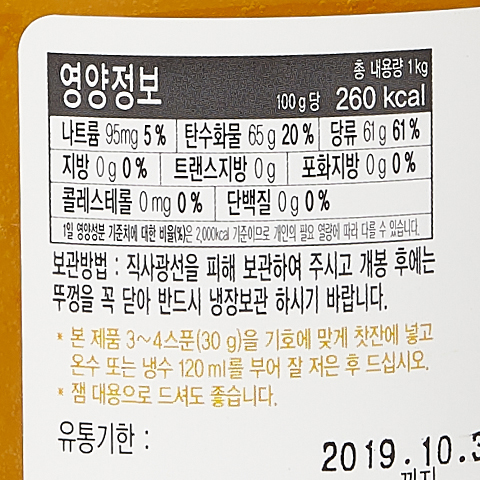 영양정보 총 내용량 1kg
100g당 260 kcal
나트륨 95mg 5% 탄수화물 65g 20% 당류 61g 61%
지방 0g 0% 트랜스지방 0g 포화지방 0g 0%
콜레스테롤 0mg 0% 단백질 0g 0%
1일 영양성분 기준치에 대한 비율(%)은 2,000kcal 기준이므로 개인의 필요 열량에 따라 다를 수 있습니다.
보관방법 : 직사광선을 피해 보관하여 주시고 개봉 후에는
뚜껑을 꼭 닫아 반드시 냉장보관 하시기 바랍니다.
* 본 제품 3~4스푼(30 g)을 기호에 맞게 찻잔에 넣고
온수 또는 냉수 120 ml를 부어 잘 저은 후 드십시오.
* 잼 대용으로 드셔도 좋습니다.
유통기한 :
2019.10.3
까지